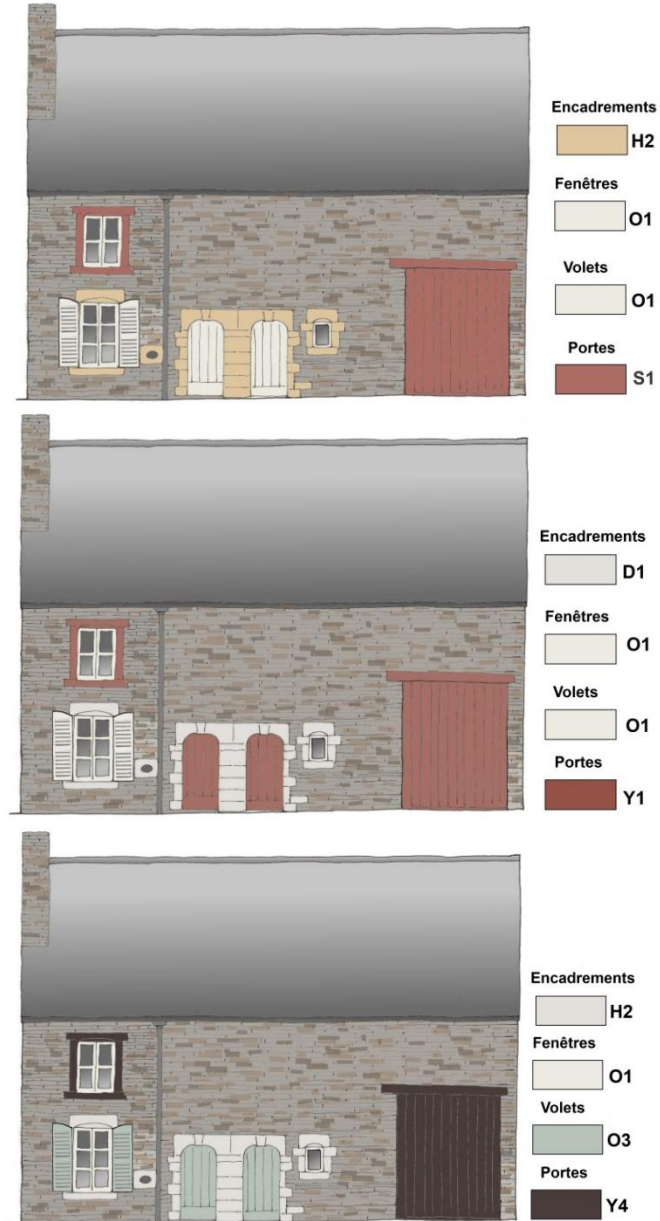 Encadrements
H2
Fenêtres
O1
Volets
O1
Portes
S1
Encadrements
D1
Fenêtres
O1
Volets
O1
Portes
Y1
Encadrements
H2
Fenêtres
O1
Volets
O3
Portes
Y4